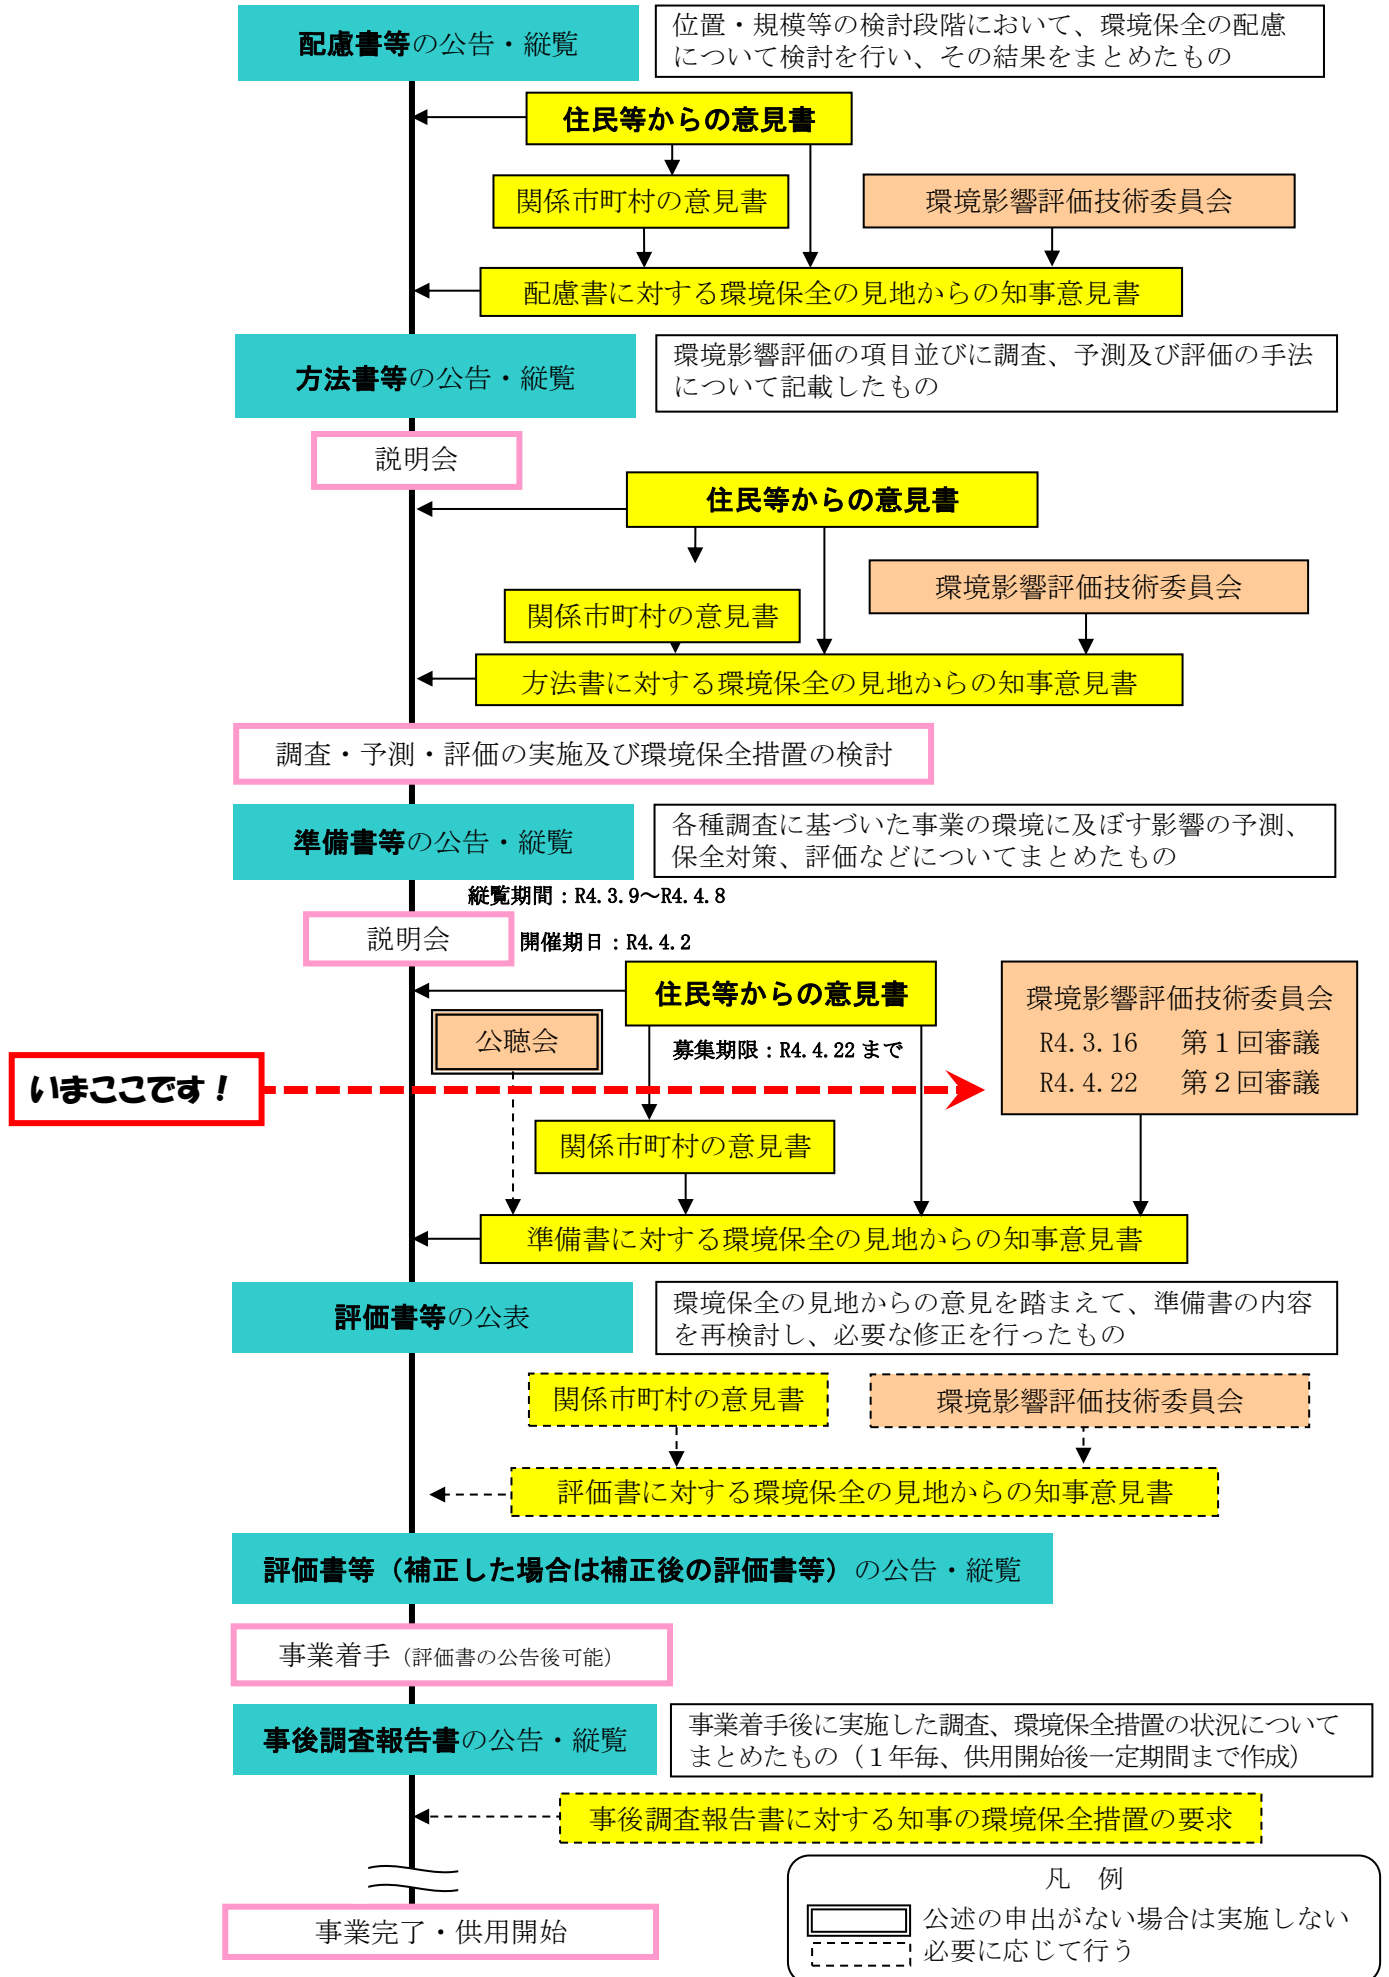 配慮書等の公告・縦覧
位置・規模等の検討段階において、環境保全の配慮
について検討を行い、その結果をまとめたもの
住民等からの意見書
関係市町村の意見書
環境影響評価技術委員会
配慮書に対する環境保全の見地からの知事意見書
方法書等の公告・縦覧
環境影響評価の項目並びに調査、予測及び評価の手法
について記載したもの
説明会
住民等からの意見書
環境影響評価技術委員会
関係市町村の意見書
方法書に対する環境保全の見地からの知事意見書
調査・予測・評価の実施及び環境保全措置の検討
準備書等の公告・縦覧
各種調査に基づいた事業の環境に及ぼす影響の予測、
保全対策、評価などについてまとめたもの
縦覧期間：R4.3.9～R4.4.8
説明会
開催期日：R4.4.2
住民等からの意見書
環境影響評価技術委員会
R4.3.16　第１回審議
R4.4.22　第２回審議
公聴会
募集期限：R4.4.22 まで
いまここです！
関係市町村の意見書
準備書に対する環境保全の見地からの知事意見書
評価書等の公表
環境保全の見地からの意見を踏まえて、準備書の内容
を再検討し、必要な修正を行ったもの
関係市町村の意見書
環境影響評価技術委員会
評価書に対する環境保全の見地からの知事意見書
評価書等（補正した場合は補正後の評価書等）の公告・縦覧
事業着手（評価書の公告後可能）
事後調査報告書の公告・縦覧
事業着手後に実施した調査、環境保全措置の状況について
まとめたもの（１年毎、供用開始後一定期間まで作成）
事後調査報告書に対する知事の環境保全措置の要求
事業完了・供用開始
凡　例
公述の申出がない場合は実施しない
必要に応じて行う